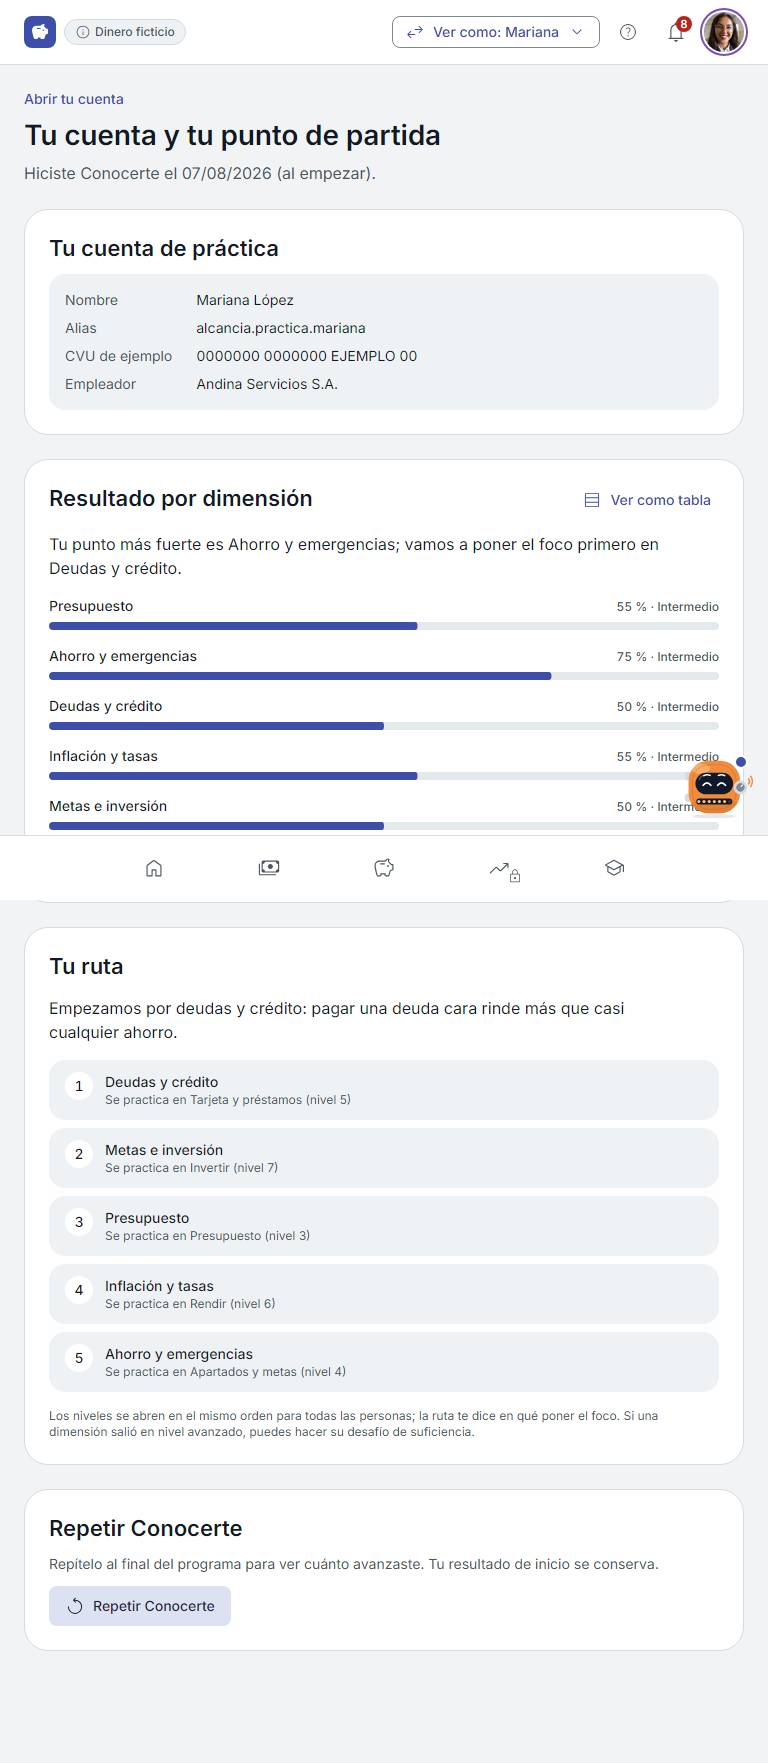 Dinero ficticio
Ver como: Mariana
8
Abrir tu cuenta
Tu cuenta y tu punto de partida
Hiciste Conocerte el 07/08/2026 (al empezar).
Tu cuenta de práctica
Nombre Mariana López
Alias alcancia.practica.mariana
CVU de ejemplo 0000000 0000000 EJEMPLO 00
Empleador Andina Servicios S.A.
Resultado por dimensión
Ver como tabla
Tu punto más fuerte es Ahorro y emergencias; vamos a poner el foco primero en
Deudas y crédito.
Presupuesto 55 % · Intermedio
Ahorro y emergencias 75 % · Intermedio
Deudas y crédito 50 % · Intermedio
Inflación y tasas 55 % · Intermedio
Metas e inversión 50 % ·
Tu ruta
Empezamos por deudas y crédito: pagar una deuda cara rinde más que casi
cualquier ahorro.
1 Deudas y crédito
Se practica en Tarjeta y préstamos (nivel 5)
2 Metas e inversión
Se practica en Invertir (nivel 7)
3 Presupuesto
Se practica en Presupuesto (nivel 3)
4 Inflación y tasas
Se practica en Rendir (nivel 6)
5 Ahorro y emergencias
Se practica en Apartados y metas (nivel 4)
Los niveles se abren en el mismo orden para todas las personas; la ruta te dice en qué poner el foco. Si una
dimensión salió en nivel avanzado, puedes hacer su desafío de suficiencia.
Repetir Conocerte
Repítelo al final del programa para ver cuánto avanzaste. Tu resultado de inicio se conserva.
Repetir Conocerte